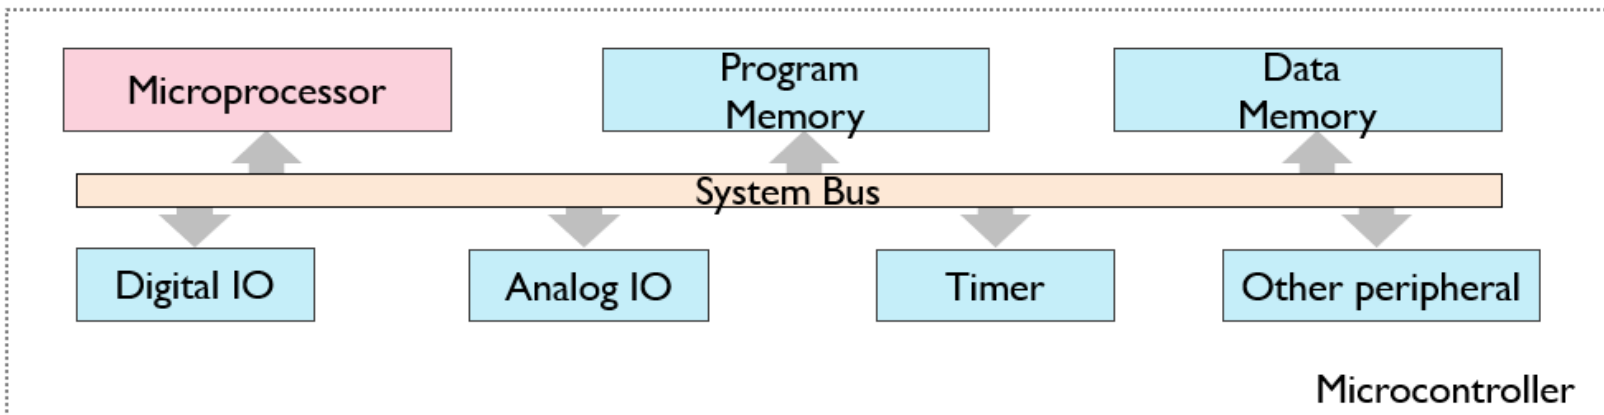 Microprocessor
Program
Memory
Data
Memory
System Bus
Digital IO
Analog IO
Timer
Other peripheral
Microcontroller